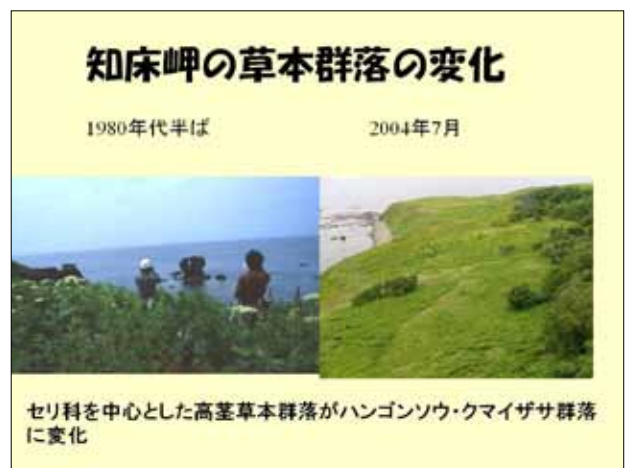 知床岬の草本群落の変化
1980年代半ば
2004年7月
セリ科を中心とした高茎草本群落がハンゴンソウ・クマイザサ群落
に変化